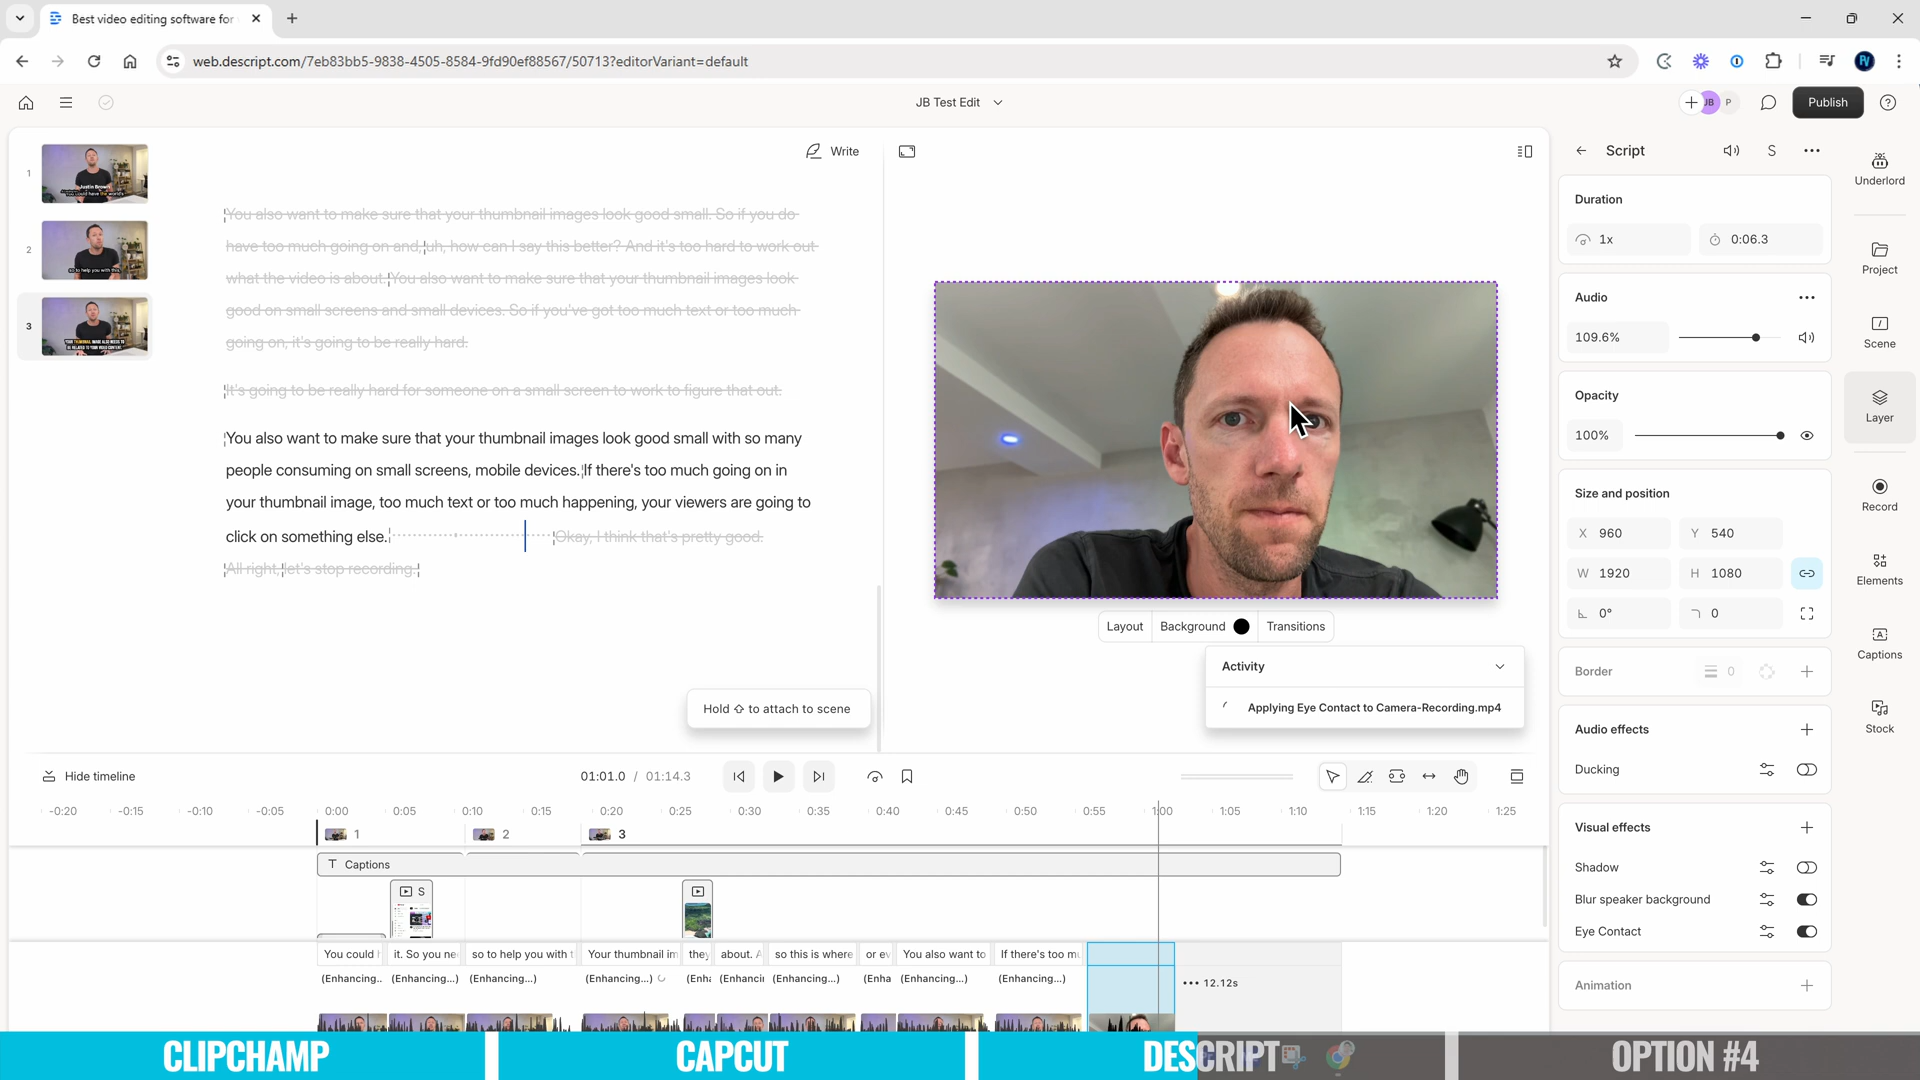 Best video editing software for
web.descript.com/7eb83bb5-9838-4505-8584-9fd90ef88567/50713?editorVariant=default
JB Test Edit
JB
P
Publish
Write
Script
S
Underlord
1
2
3
You also want to make sure that your thumbnail images look good small. So if you do
have too much going on and, uh, how can I say this better? And it's too hard to work out
what the video is about. You also want to make sure that your thumbnail images look
good on small screens and small devices. So if you've got too much text or too much
going on, it's going to be really hard.
It's going to be really hard for someone on a small screen to work to figure that out.
You also want to make sure that your thumbnail images look good small with so many
people consuming on small screens, mobile devices. If there's too much going on in
your thumbnail image, too much text or too much happening, your viewers are going to
click on something else. Okay, I think that's pretty good.
All right, let's stop recording.
Hold ⇧ to attach to scene
Layout
Background
Transitions
Activity
Applying Eye Contact to Camera-Recording.mp4
Duration
1x
0:06.3
Audio
109.6%
Opacity
100%
Size and position
X 960
Y 540
W 1920
H 1080
0°
0
Border
0
Audio effects
Ducking
Visual effects
Shadow
Blur speaker background
Eye Contact
Animation
Project
Scene
Layer
Record
Elements
Captions
Stock
Hide timeline
01:01.0 / 01:14.3
-0:20 -0:15 -0:10 -0:05 0:00 0:05 0:10 0:15 0:20 0:25 0:30 0:35 0:40 0:45 0:50 0:55 1:00 1:05 1:10 1:15 1:20 1:25
1 2 3
Captions
S
You could it. So you ne so to help you with Your thumbnail im they about. so this is where or ev You also want to If there's too m
(Enhancing.. (Enhancing...) (Enhancing...) (Enhancing...) (Enha (Enhancin (Enhancing...) (Enha (Enhancing...) (Enhancing...)
••• 12.12s
CLIPCHAMP
CAPCUT
DESCRIPT
OPTION #4